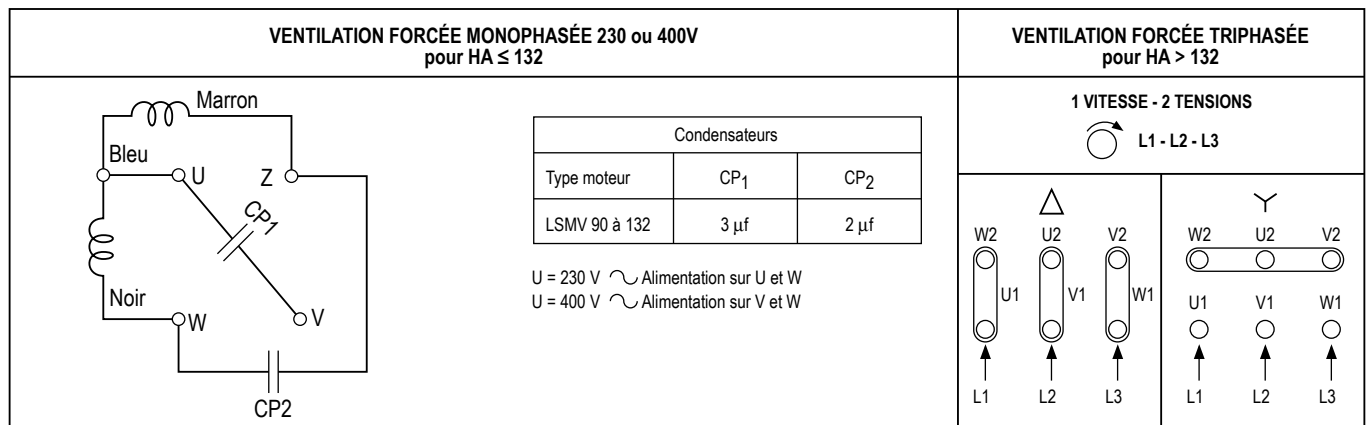 VENTILATION FORCÉE MONOPHASÉE 230 ou 400V
pour HA ≤ 132
Marron
Bleu
U
Z
CP1
Noir
W
V
CP2
Condensateurs
Type moteur CP1 CP2
LSMV 90 à 132 3 μf 2 μf
U = 230 V Alimentation sur U et W
U = 400 V Alimentation sur V et W
VENTILATION FORCÉE TRIPHASÉE
pour HA > 132
1 VITESSE - 2 TENSIONS
L1 - L2 - L3
W2 U2 V2
U1 V1 W1
L1 L2 L3
W2 U2 V2
U1 V1 W1
L1 L2 L3